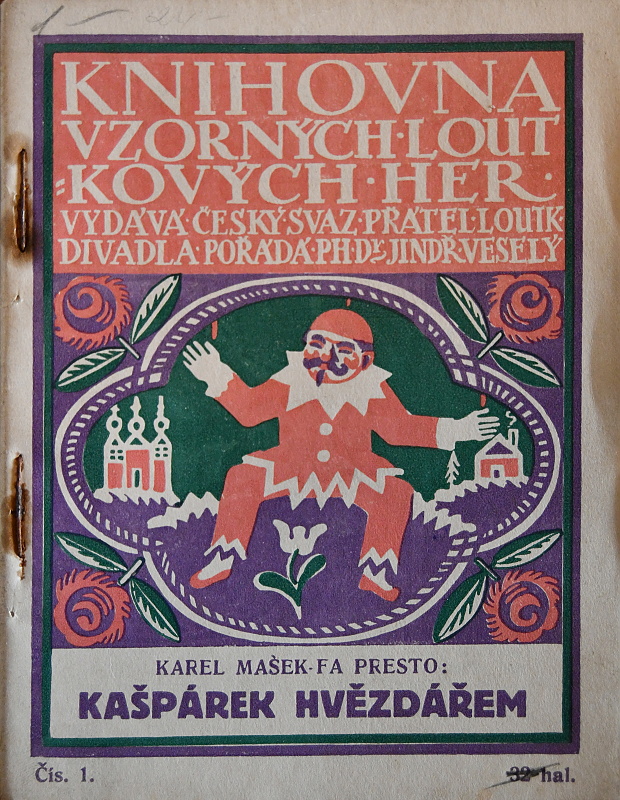 KNIHOVNA
VZORNÝCH·LOUT
=KOVÝCH·HER·
VYDÁVÁ·ČESKÝ·SVAZ·PŘÁTEL·LOUTK·
DIVADLA·POŘÁDÁ·PH·Dr·JINDŘ·VESELÝ
KAREL MAŠEK-FA PRESTO:
KAŠPÁREK HVĚZDÁŘEM
Čís. 1.
32 hal.